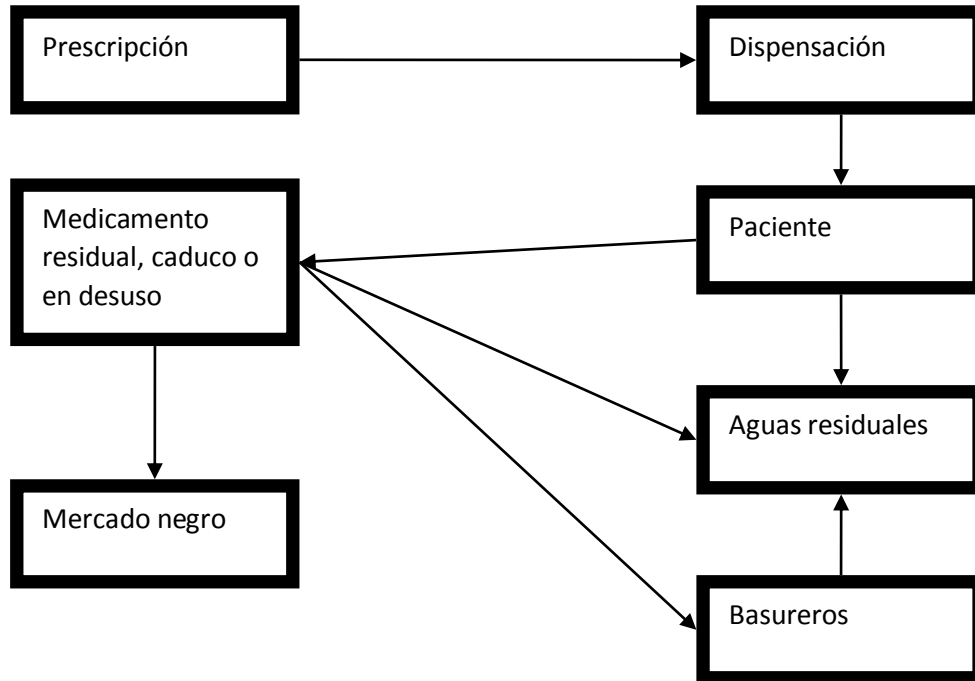 Prescripción
Dispensación
Medicamento
residual, caduco o
en desuso
Paciente
Aguas residuales
Mercado negro
Basureros